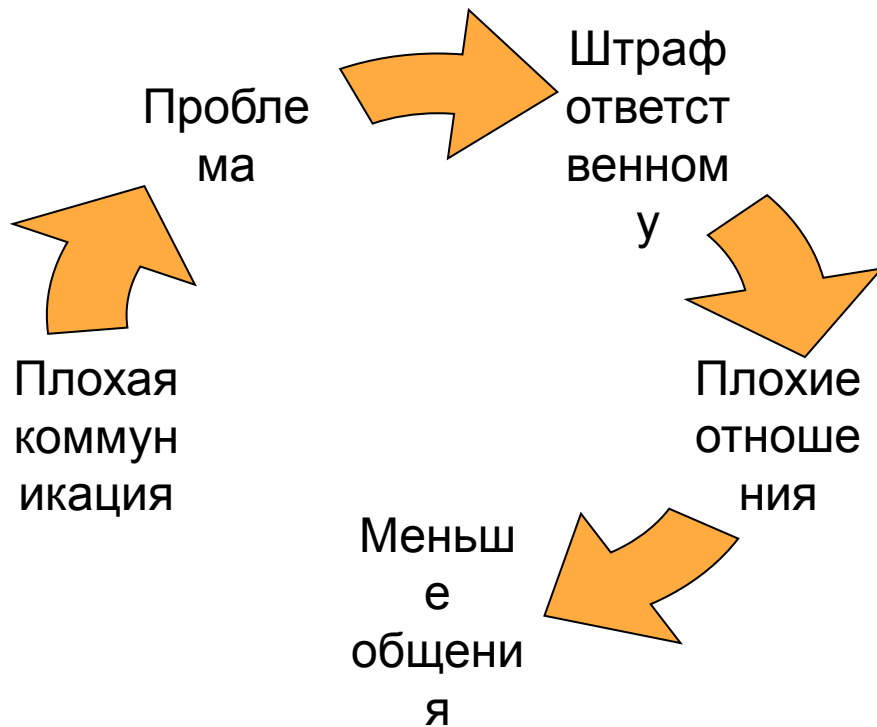 Пробле
ма
Штраф
ответст
венном
у
Плохие
отноше
ния
Меньш
е
общени
я
Плохая
коммун
икация